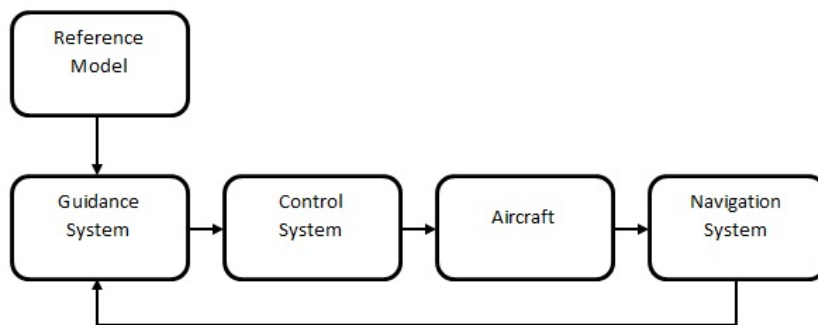 Reference
Model
Guidance
System
Control
System
Aircraft
Navigation
System